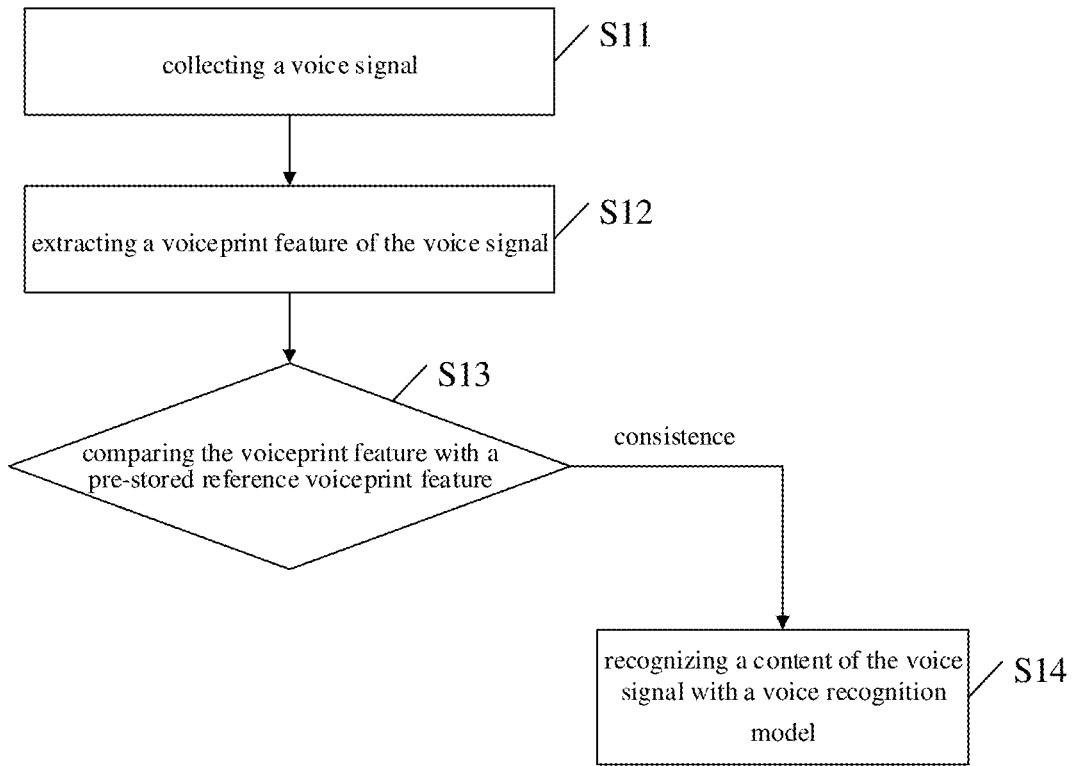 collecting a voice signal
S11
extracting a voiceprint feature of the voice signal
S12
S13
comparing the voiceprint feature with a
pre-stored reference voiceprint feature
consistence
recognizing a content of the voice
signal with a voice recognition
model
S14